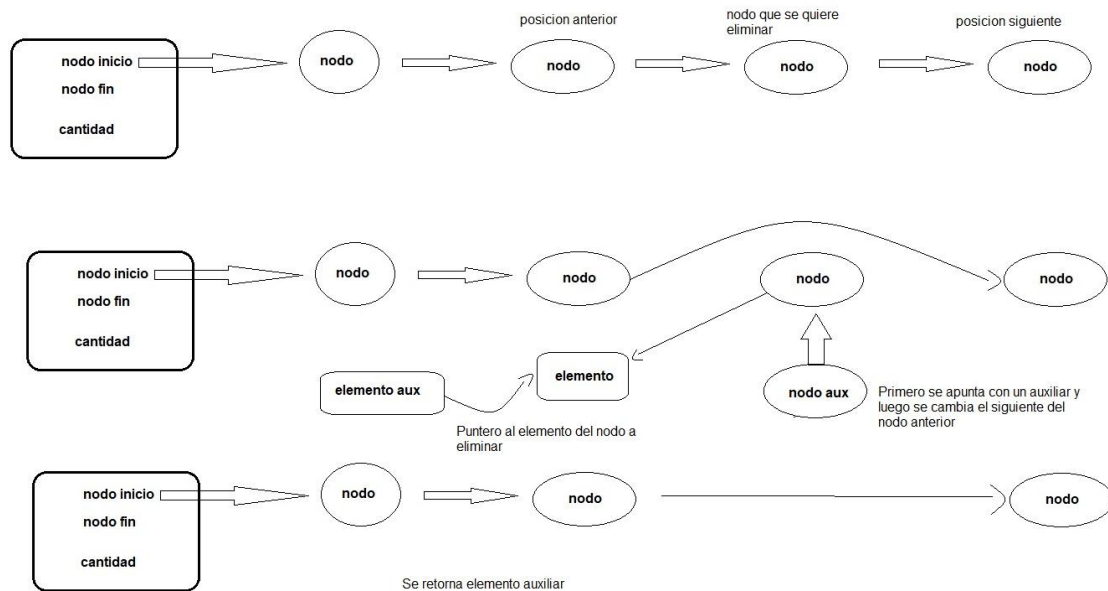 posición anterior
nodo que se quiere
eliminar
posicion siguiente
nodo inicio
nodo fin
cantidad
nodo
nodo
nodo
nodo
nodo inicio
nodo fin
cantidad
nodo
nodo
nodo
nodo
elemento aux
elemento
nodo aux
Puntero al elemento del nodo a
eliminar
Primero se apunta con un auxiliar y
luego se cambia el siguiente del
nodo anterior
nodo inicio
nodo fin
cantidad
nodo
nodo
nodo
Se retorna elemento auxiliar